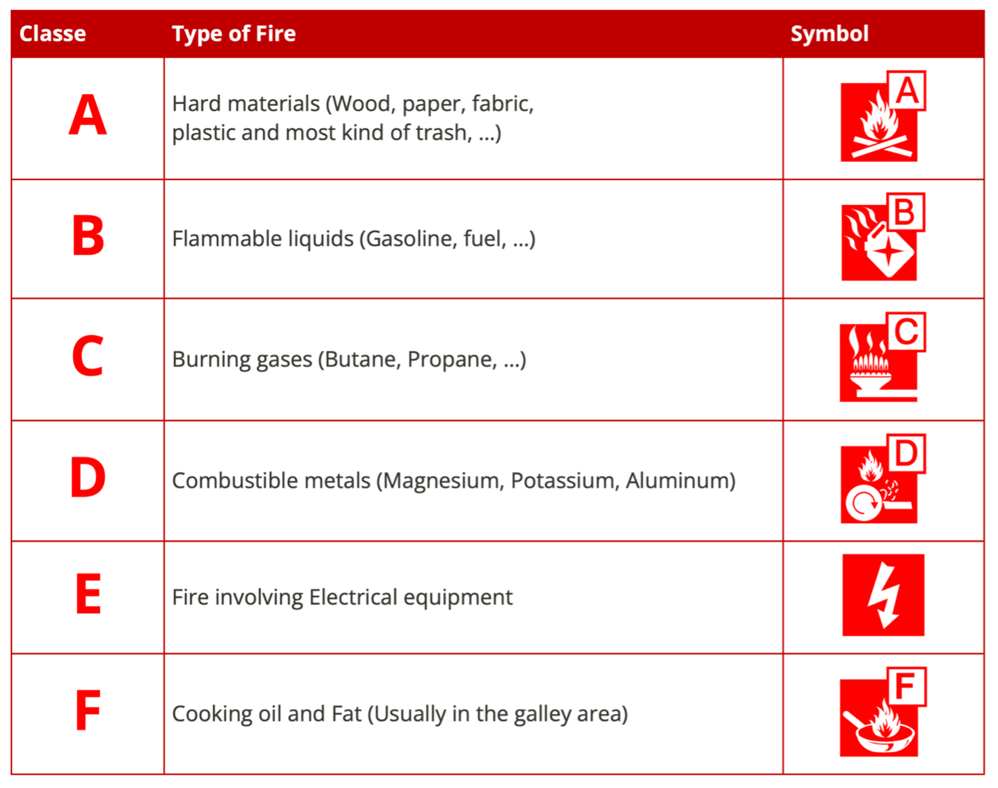 Classe Type of Fire Symbol
A Hard materials (Wood, paper, fabric,
plastic and most kind of trash, ...) A
B Flammable liquids (Gasoline, fuel, ...) B
C Burning gases (Butane, Propane, ...) C
D Combustible metals (Magnesium, Potassium, Aluminum) D
E Fire involving Electrical equipment
F Cooking oil and Fat (Usually in the galley area) F